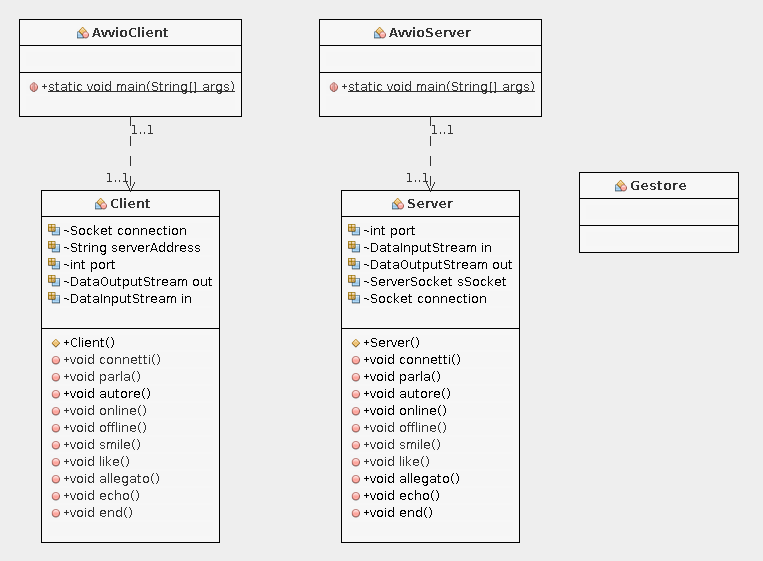 AvvioClient
+static void main(String[] args)
1..1
1..1
Client
~Socket connection
~String serverAddress
~int port
~DataOutputStream out
~DataInputStream in
+Client()
+void connetti()
+void parla()
+void autore()
+void online()
+void offline()
+void smile()
+void like()
+void allegato()
+void echo()
+void end()
AvvioServer
+static void main(String[] args)
1..1
1..1
Server
~int port
~DataInputStream in
~DataOutputStream out
~ServerSocket sSocket
~Socket connection
+Server()
+void connetti()
+void parla()
+void autore()
+void online()
+void offline()
+void smile()
+void like()
+void allegato()
+void echo()
+void end()
Gestore